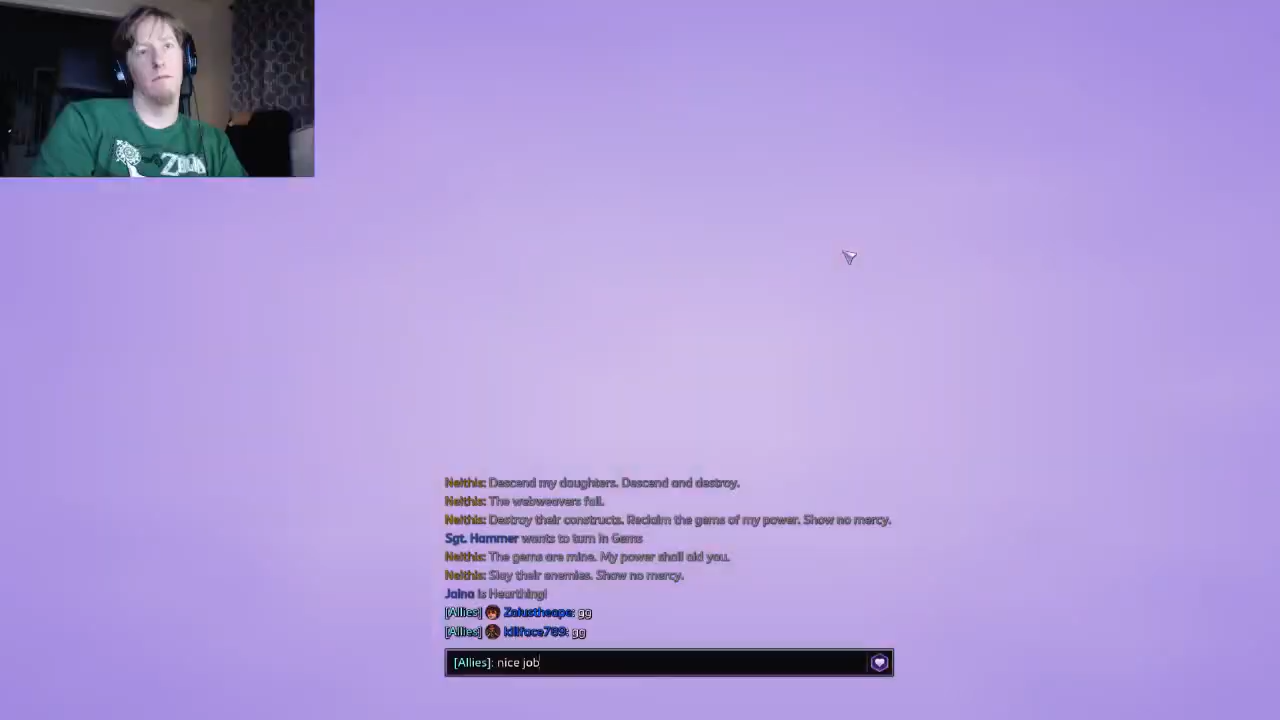 ZELDA
Neithis: Descend my daughters. Descend and destroy.
Neithis: The webweavers fall.
Neithis: Destroy their constructs. Reclaim the gems of my power. Show no mercy.
Sgt. Hammer wants to turn in Gems
Neithis: The gems are mine. My power shall aid you.
Neithis: Slay their enemies. Show no mercy.
Jaina is Hearthing!
[Allies] Zaiustheape: gg
[Allies] killface789: gg
[Allies]: nice job